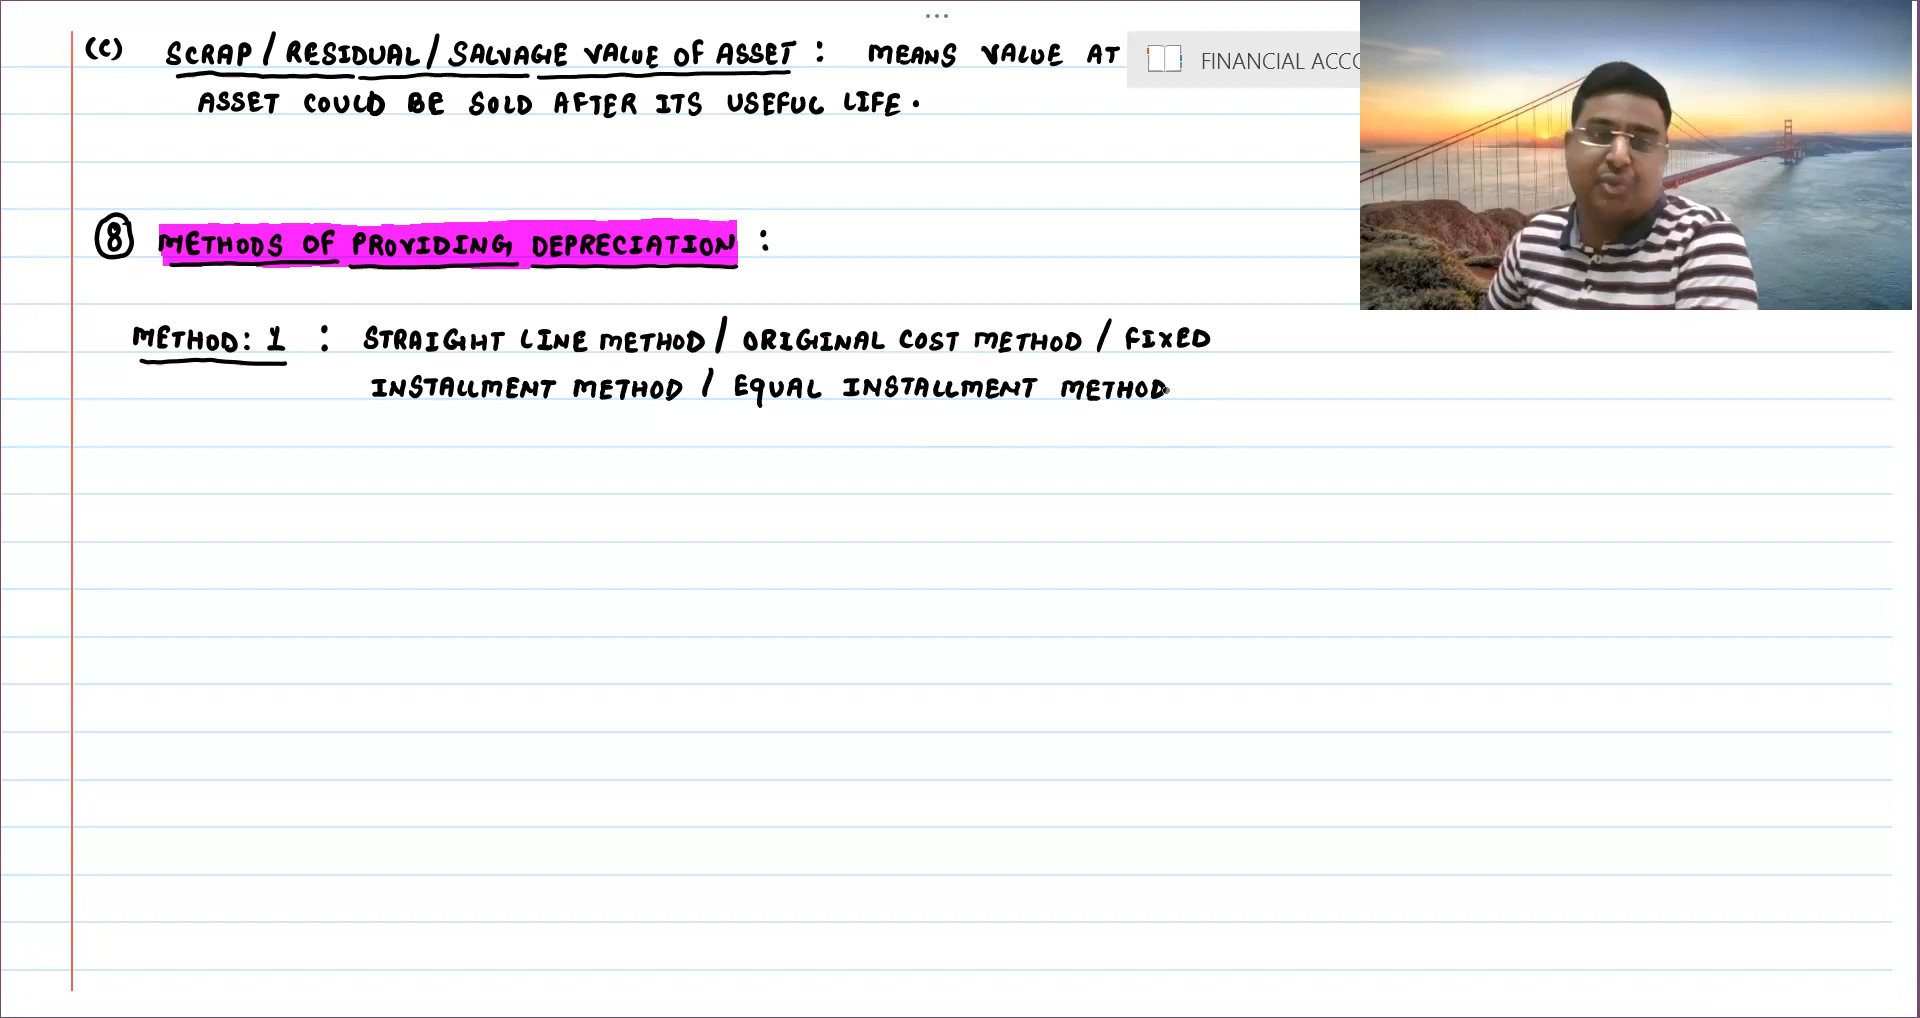 (C) SCRAP / RESIDUAL / SALVAGE VALUE OF ASSET : MEANS VALUE AT
FINANCIAL ACCO
ASSET COULD BE SOLD AFTER ITS USEFUL LIFE.
8 METHODS OF PROVIDING DEPRECIATION :
METHOD: 1 : STRAIGHT LINE METHOD / ORIGINAL COST METHOD / FIXED
INSTALLMENT METHOD / EQUAL INSTALLMENT METHOD